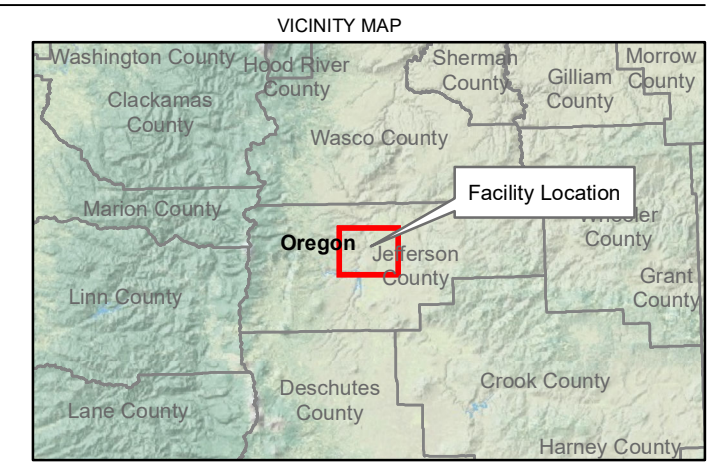 VICINITY MAP
Washington County
Hood River
County
Sherman
County
Gilliam
County
Morrow
County
Clackamas
County
Wasco County
Facility Location
Marion County
Wheeler
County
Oregon
Jefferson
County
Grant
County
Linn County
Deschutes
County
Crook County
Lane County
Harney County